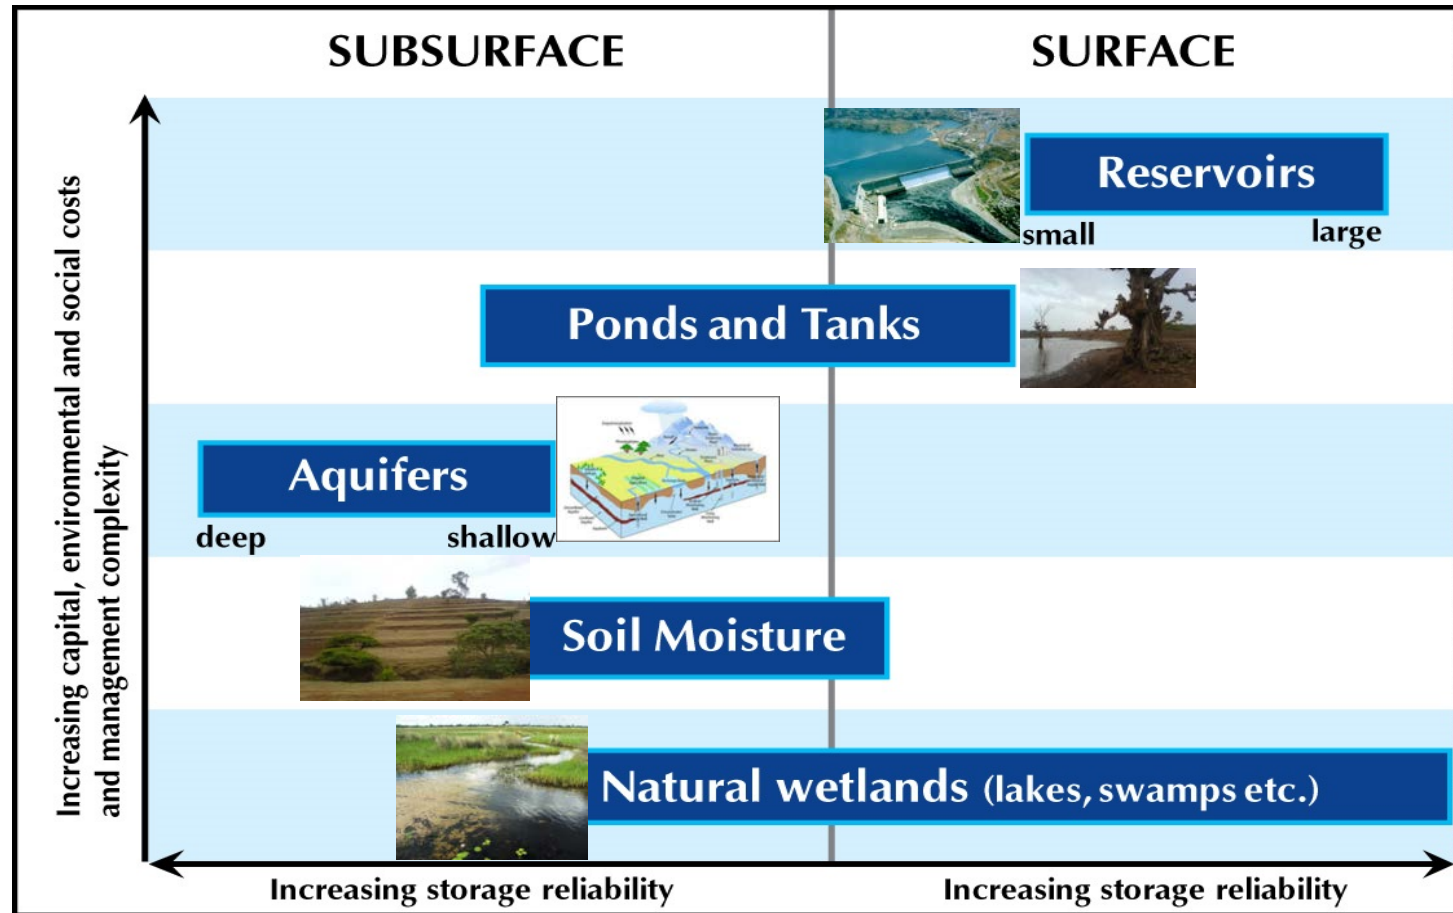 SUBSURFACE
SURFACE
Increasing capital, environmental and social costs
and management complexity
Reservoirs
small
large
Ponds and Tanks
Aquifers
deep
shallow
Soil Moisture
Natural wetlands (lakes, swamps etc.)
Increasing storage reliability
Increasing storage reliability